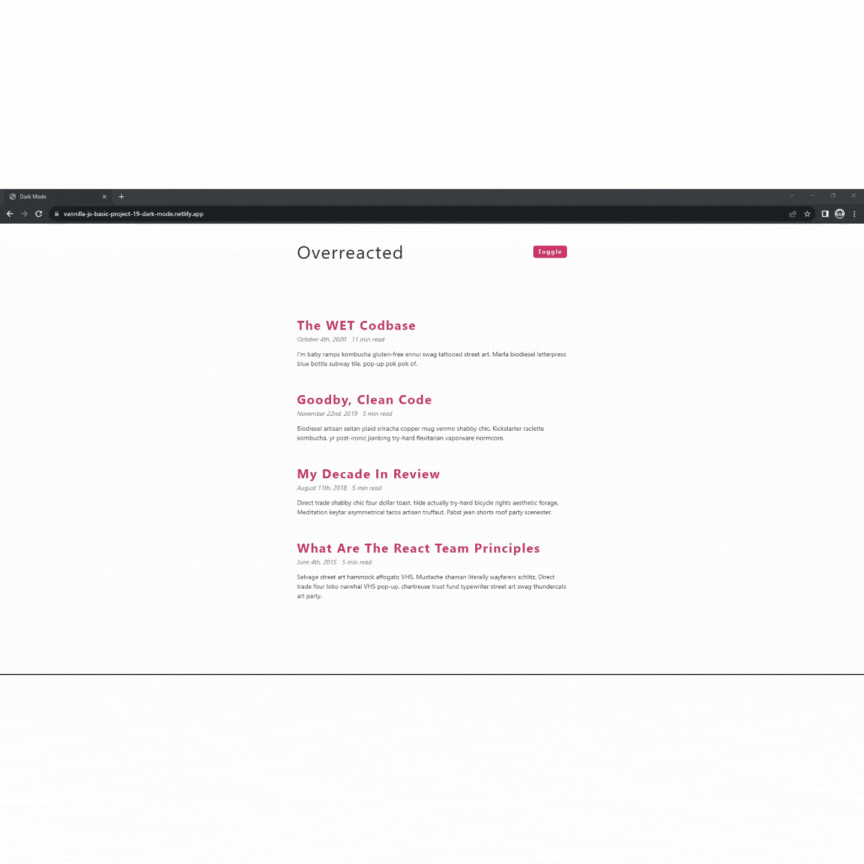 Dark Mode
vannilla-js-basic-project-19-dark-mode.netlify.app
Overreacted
Toggle
The WET Codbase
October 4th, 2020 11 min read
I'm baby ramps kombucha gluten-free ennui swag tattooed street art. Marfa biodiesel letterpress
blue bottle subway tile, pop-up pok pok of.
Goodby, Clean Code
November 22nd, 2019 5 min read
Biodiesel artisan seitan plaid sriracha copper mug venmo shabby chic. Kickstarter raclette
kombucha, yr post-ironic jianbing try-hard flexitarian vaporware normcore.
My Decade In Review
August 11th, 2018 5 min read
Direct trade shabby chic four dollar toast, tilde actually try-hard bicycle rights aesthetic forage.
Meditation keytar asymmetrical tacos artisan truffaut. Pabst jean shorts roof party scenester.
What Are The React Team Principles
June 4th, 2015 5 min read
Selvage street art hammock affogato VHS. Mustache shaman literally wayfarers schlitz. Direct
trade four loko narwhal VHS pop-up, chartreuse trust fund typewriter street art swag thundercats
art party.